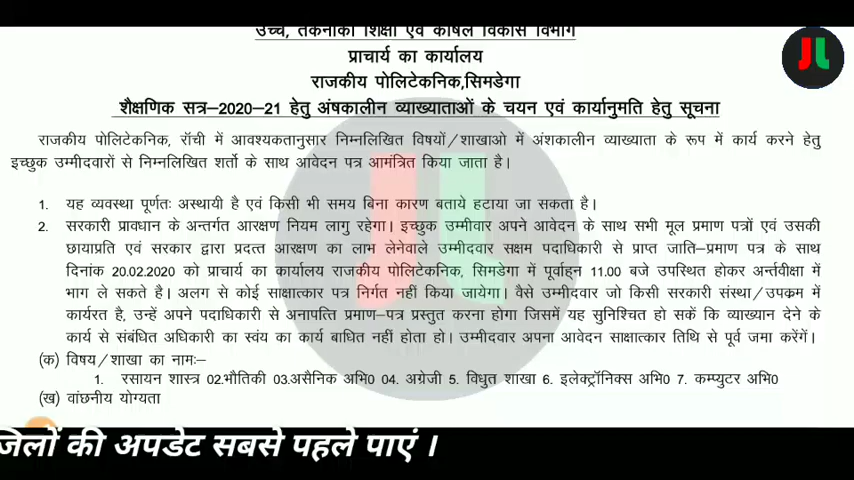 उच्च, तकनीकी शिक्षा एवं कौषल विकास विभाग
प्राचार्य का कार्यालय
राजकीय पोलिटेकनिक,सिमडेगा
शैक्षणिक सत्र–2020–21 हेतु अंषकालीन व्याख्याताओं के चयन एवं कार्यानुमति हेतु सूचना
राजकीय पोलिटेकनिक, रॉची में आवश्यकतानुसार निम्नलिखित विषयों/शाखाओ में अंशकालीन व्याख्याता के रूप में कार्य करने हेतु
इच्छुक उम्मीदवारों से निम्नलिखित शर्तो के साथ आवेदन पत्र आमंत्रित किया जाता है।
1. यह व्यवस्था पूर्णतः अस्थायी है एवं किसी भी समय बिना कारण बताये हटाया जा सकता है।
2. सरकारी प्रावधान के अन्तर्गत आरक्षण नियम लागु रहेगा। इच्छुक उम्मीवार अपने आवेदन के साथ सभी मूल प्रमाण पत्रों एवं उसकी
छायाप्रति एवं सरकार द्वारा प्रदत्त आरक्षण का लाभ लेनेवाले उम्मीदवार सक्षम पदाधिकारी से प्राप्त जाति–प्रमाण पत्र के साथ
दिनांक 20.02.2020 को प्राचार्य का कार्यालय राजकीय पोलिटेकनिक, सिमडेगा में पूर्वाह्न 11.00 बजे उपस्थित होकर अर्न्तवीक्षा में
भाग ले सकते है। अलग से कोई साक्षात्कार पत्र निर्गत नहीं किया जायेगा। वैसे उम्मीदवार जो किसी सरकारी संस्था/उपक्रम में
कार्यरत है, उन्हें अपने पदाधिकारी से अनापत्ति प्रमाण–पत्र प्रस्तुत करना होगा जिसमें यह सुनिश्चित हो सकें कि व्याख्यान देने के
कार्य से संबंधित अधिकारी का स्वंय का कार्य बाधित नहीं होता हो। उम्मीदवार अपना आवेदन साक्षात्कार तिथि से पूर्व जमा करेंगें।
(क) विषय/शाखा का नामः–
1. रसायन शास्त्र 02.भौतिकी 03.असैनिक अभि0 04. अग्रेजी 5. विधुत शाखा 6. इलेक्ट्रॉनिक्स अभि0 7. कम्प्युटर अभि0
(ख) वांछनीय योग्यता
जिलों की अपडेट सबसे पहले पाएं ।